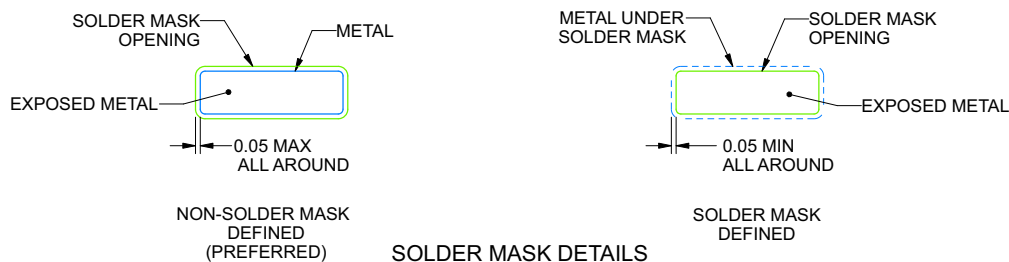 SOLDER MASK
OPENING
METAL
EXPOSED METAL
0.05 MAX
ALL AROUND
NON-SOLDER MASK
DEFINED
(PREFERRED)
METAL UNDER
SOLDER MASK
SOLDER MASK
OPENING
EXPOSED METAL
0.05 MIN
ALL AROUND
SOLDER MASK
DEFINED
SOLDER MASK DETAILS